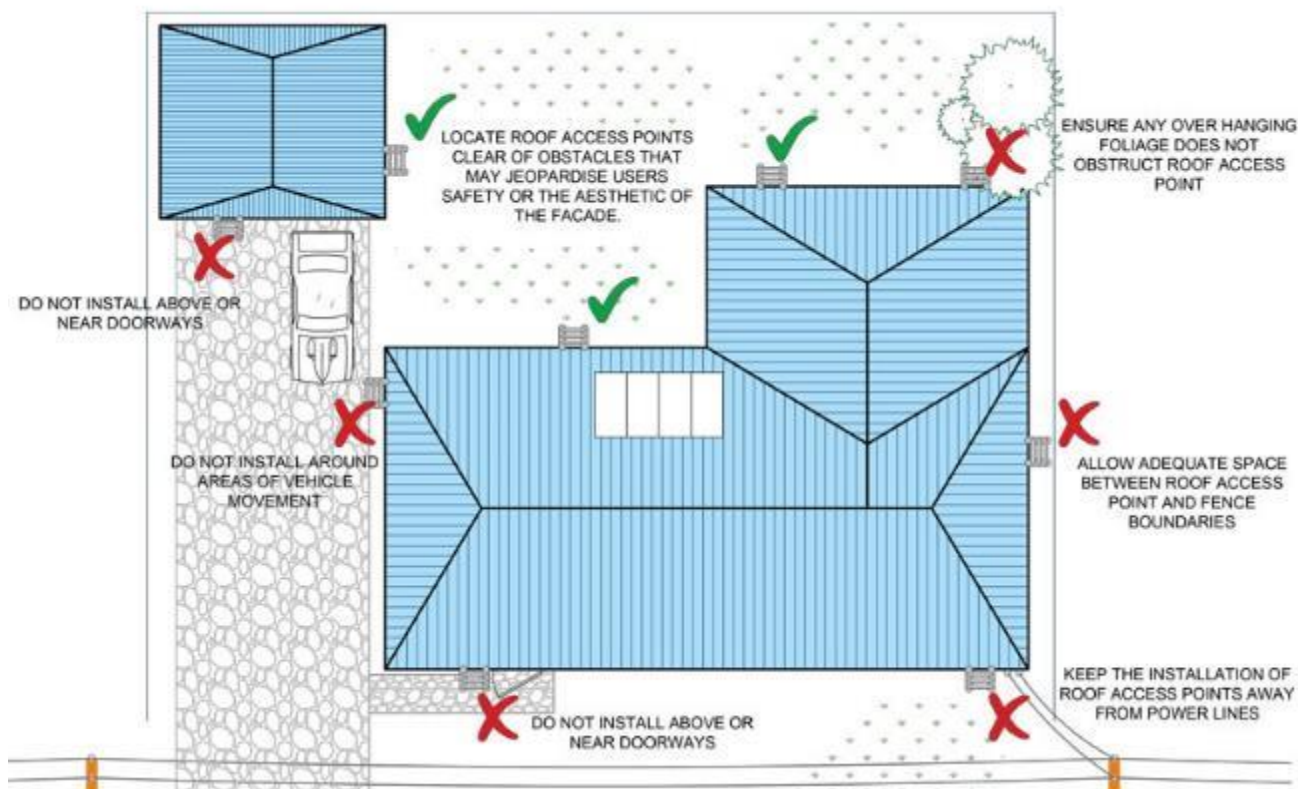 LOCATE ROOF ACCESS POINTS
CLEAR OF OBSTACLES THAT
MAY JEOPARDISE USERS
SAFETY OR THE AESTHETIC OF
THE FACADE.
ENSURE ANY OVER HANGING
FOLIAGE DOES NOT
OBSTRUCT ROOF ACCESS
POINT
DO NOT INSTALL ABOVE OR
NEAR DOORWAYS
DO NOT INSTALL AROUND
AREAS OF VEHICLE
MOVEMENT
ALLOW ADEQUATE SPACE
BETWEEN ROOF ACCESS
POINT AND FENCE
BOUNDARIES
KEEP THE INSTALLATION OF
ROOF ACCESS POINTS AWAY
FROM POWER LINES
DO NOT INSTALL ABOVE OR
NEAR DOORWAYS